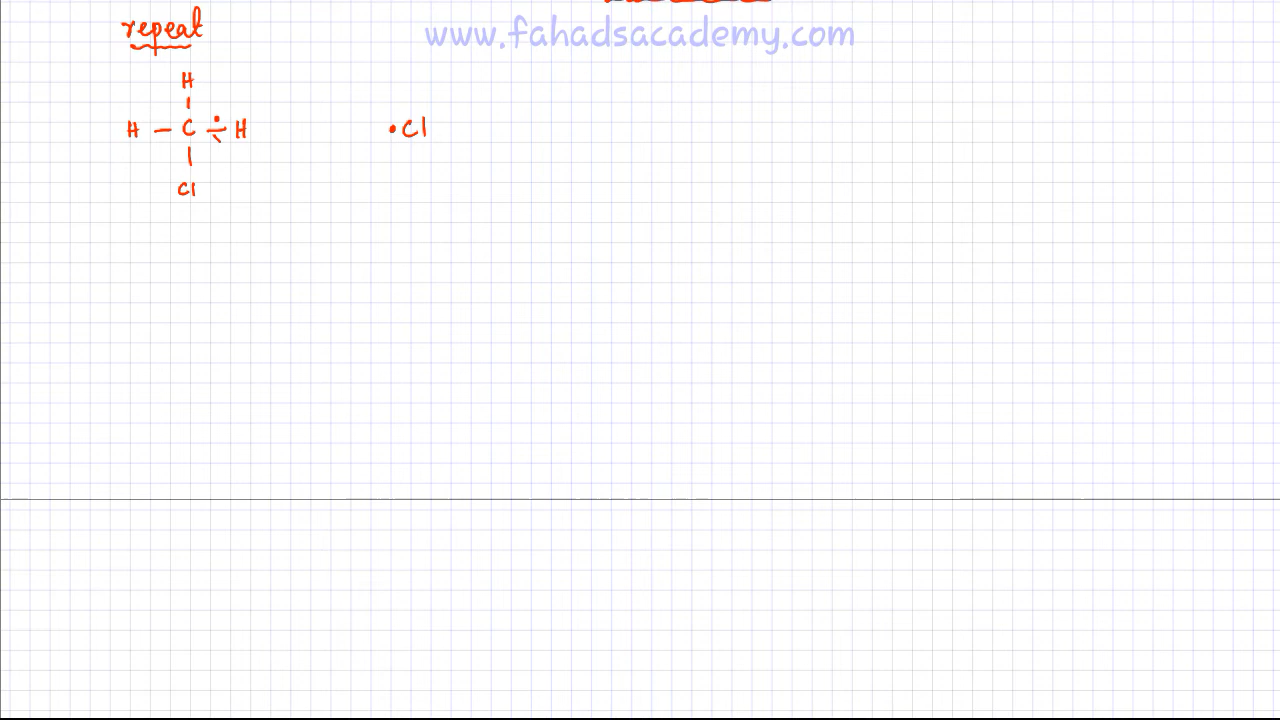 repeat
www.fahadsacademy.com
H
H – C – H
•Cl
Cl